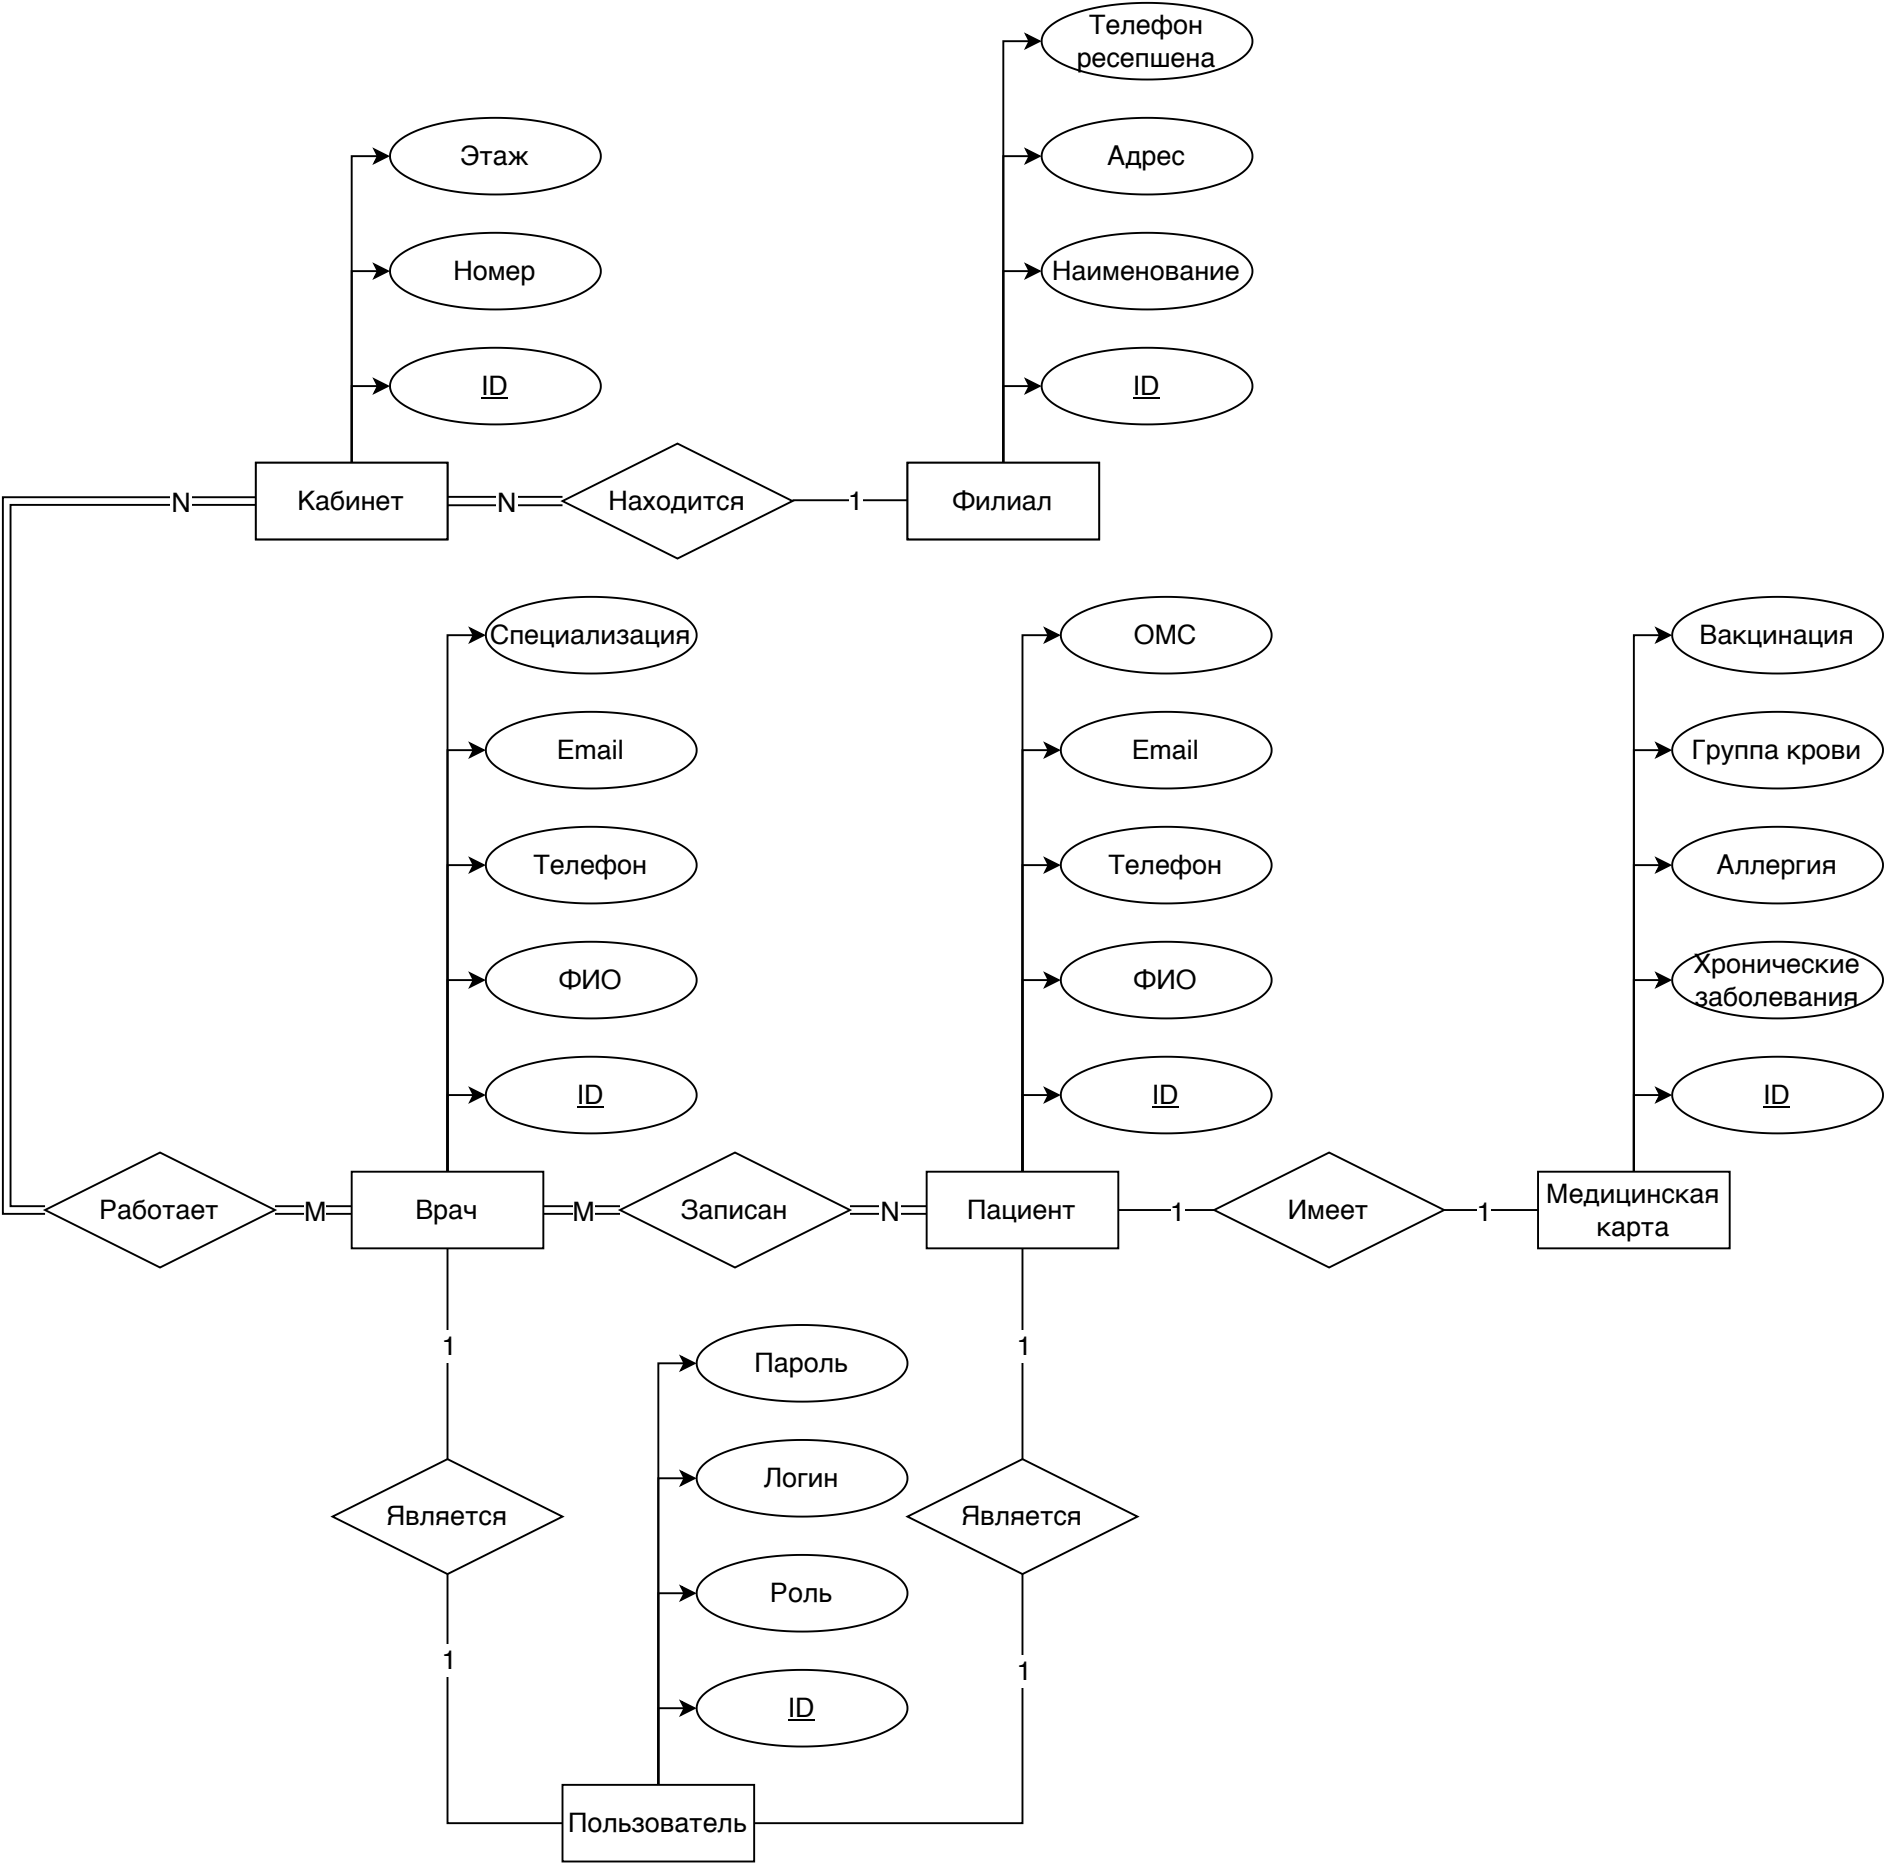 Телефон
ресепшена
Этаж
Адрес
Номер
Наименование
ID
ID
N
Кабинет
N
Находится
1
Филиал
Специализация
ОМС
Вакцинация
Email
Email
Группа крови
Телефон
Телефон
Аллергия
ФИО
ФИО
Хронические
заболевания
ID
ID
ID
Работает
M
Врач
M
Записан
N
Пациент
1
Имеет
1
Медицинская
карта
1
Пароль
1
Логин
Является
Является
Роль
1
1
ID
Пользователь